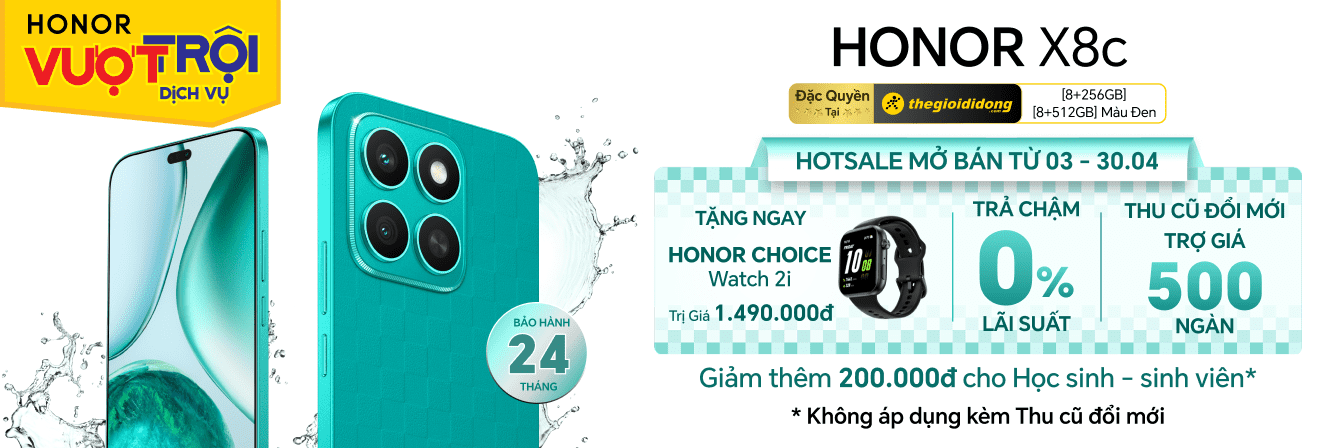 HONOR
VƯỢT TRỘI
DỊCH VỤ
BẢO HÀNH
24
THÁNG
HONOR X8c
Đặc Quyền
Tại
thegioididong
.com
[8+256GB]
[8+512GB] Màu Đen
HOTSALE MỞ BÁN TỪ 03 - 30.04
TẶNG NGAY
HONOR CHOICE
Watch 2i
Trị Giá 1.490.000đ
10
08
TRẢ CHẬM
0%
LÃI SUẤT
THU CŨ ĐỔI MỚI
TRỢ GIÁ
500
NGÀN
Giảm thêm 200.000đ cho Học sinh - sinh viên*
* Không áp dụng kèm Thu cũ đổi mới